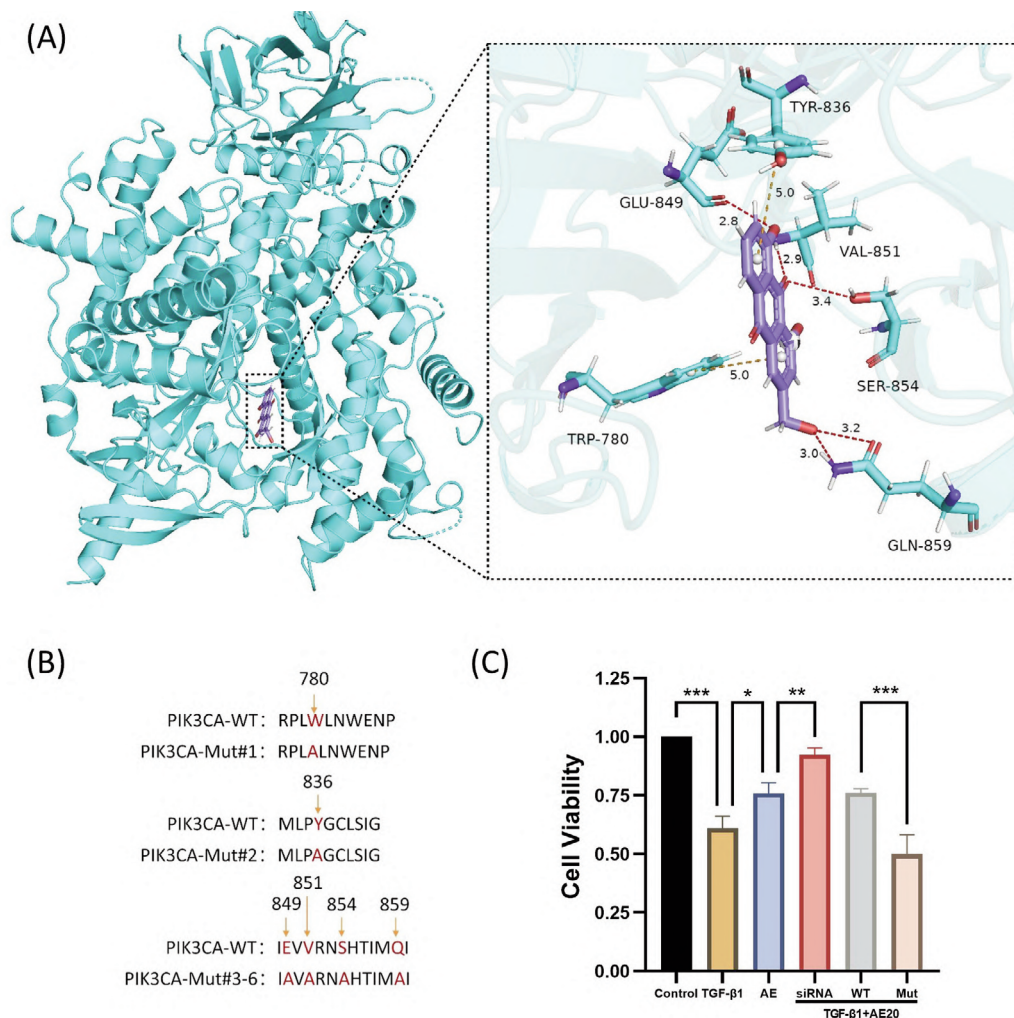 (A)
TYR-836
GLU-849
5.0
2.8
VAL-851
2.9
3.4
SER-854
5.0
TRP-780
3.2
3.0
GLN-859
(B)
780
PIK3CA-WT: RPLWLNWENP
PIK3CA-Mut#1: RPLALNWENP
836
PIK3CA-WT: MLPYGCLSIG
PIK3CA-Mut#2: MLPAGCLSIG
851
849 854 859
PIK3CA-WT: IEVVRNSHTIMQI
PIK3CA-Mut#3-6: IAVARNAHTIMAI
(C)
Cell Viability
1.25
1.00
0.75
0.50
0.25
0.00
*** * ** ***
Control TGF-β1 AE siRNA WT Mut
TGF-β1+AE20